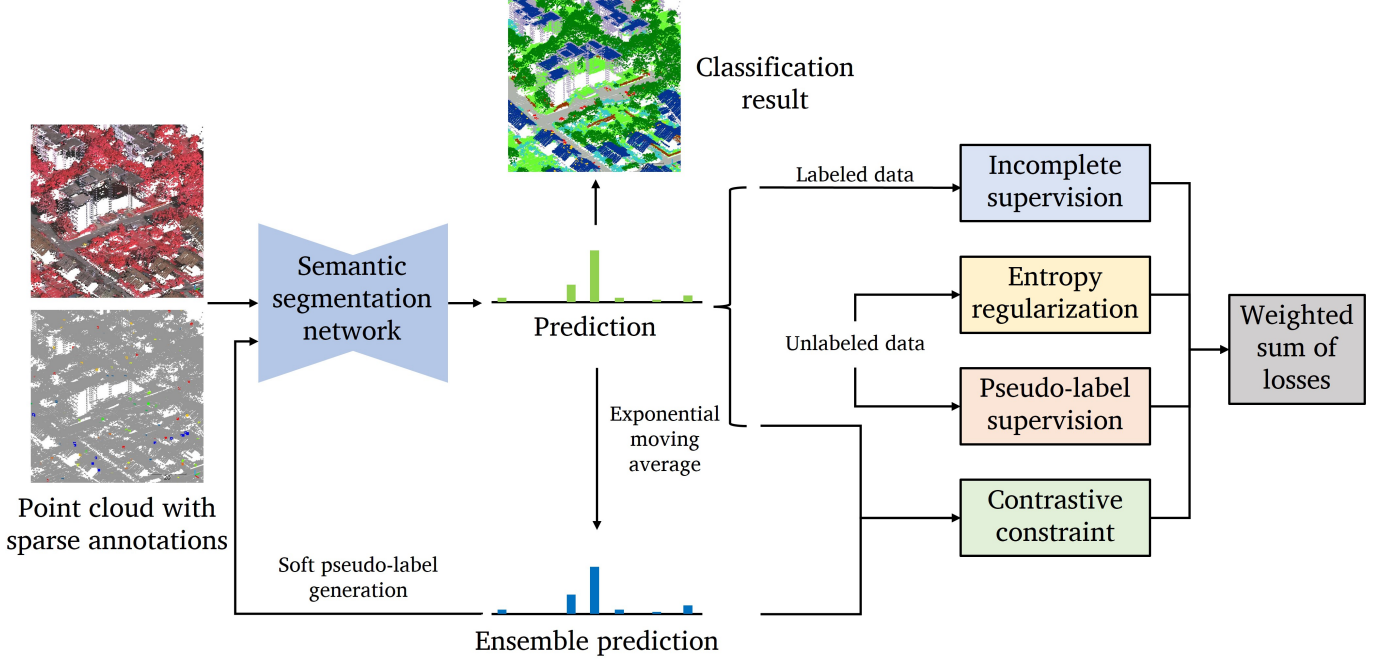 Classification
result
Point cloud with
sparse annotations
Semantic
segmentation
network
Prediction
Exponential
moving
average
Soft pseudo-label
generation
Ensemble prediction
Labeled data
Unlabeled data
Incomplete
supervision
Entropy
regularization
Pseudo-label
supervision
Contrastive
constraint
Weighted
sum of
losses